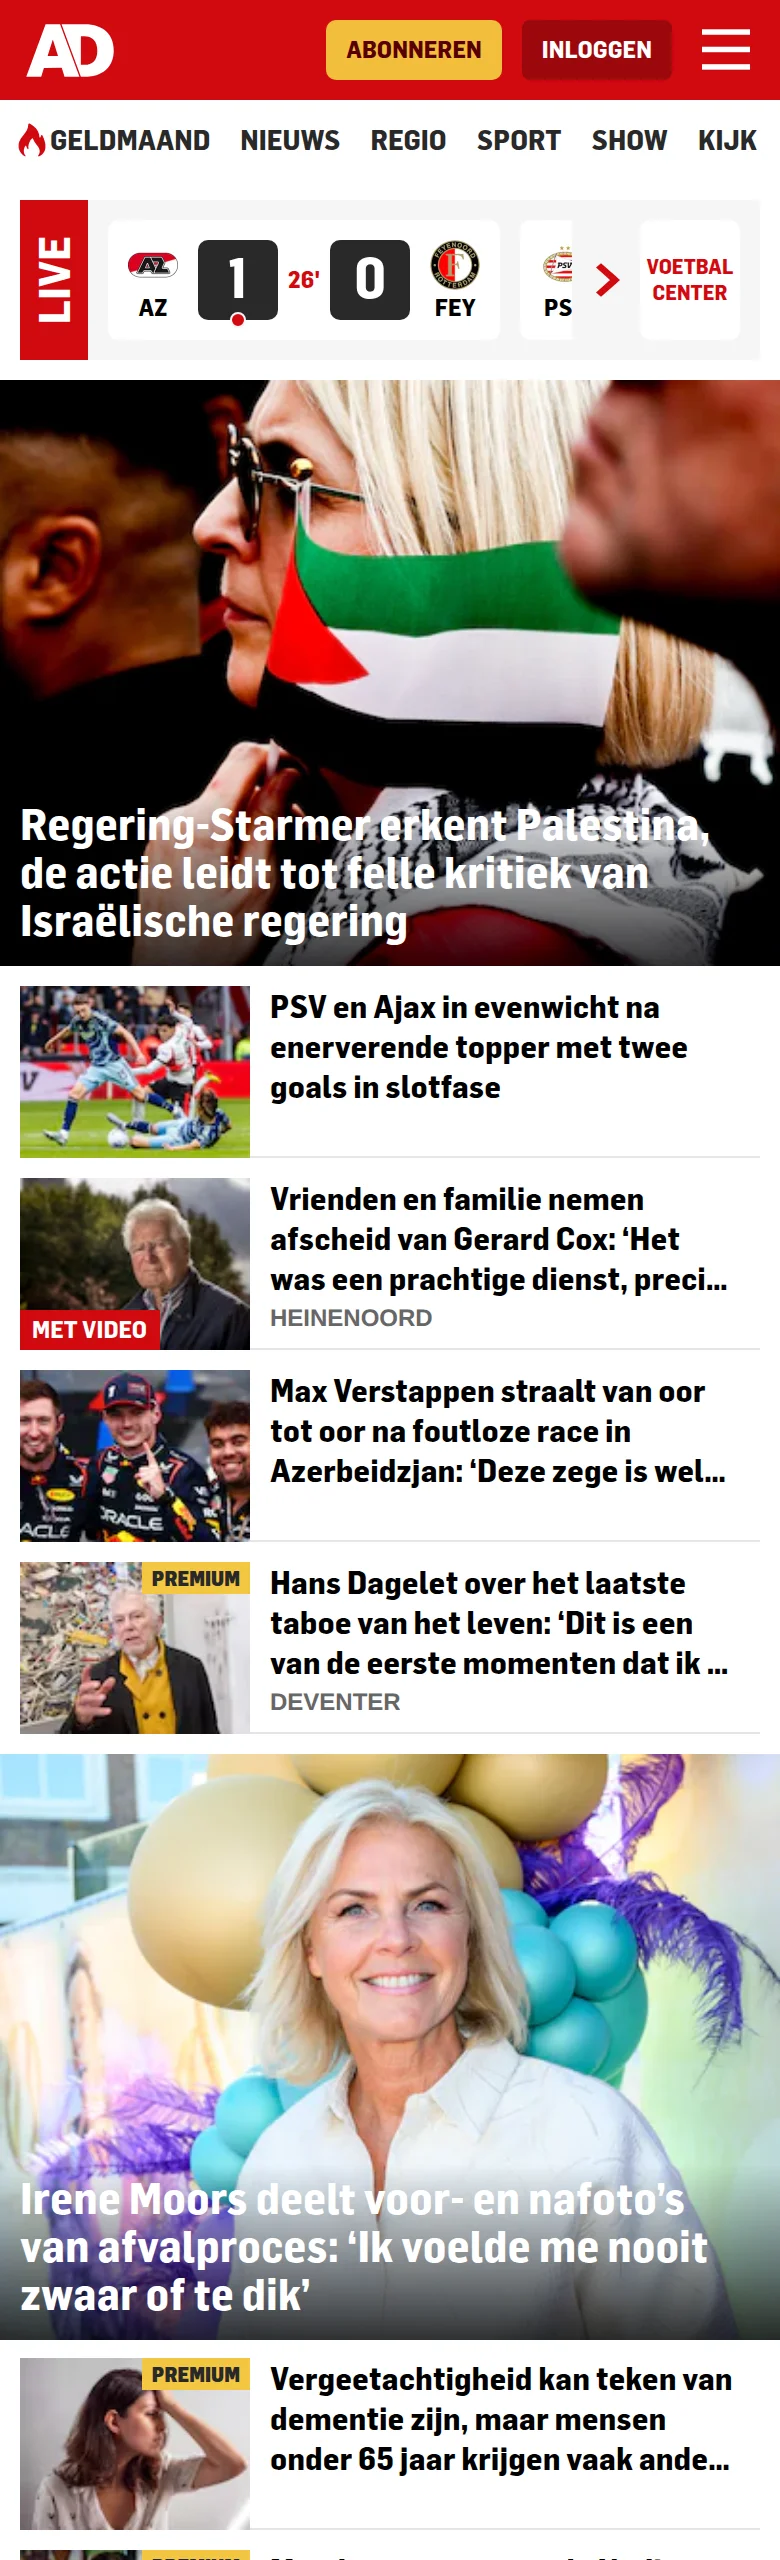 AD
ABONNEREN
INLOGGEN
GELDMAAND NIEUWS REGIO SPORT SHOW KIJK
LIVE
AZ
1
26'
0
FEY
PS
VOETBAL
CENTER
Regering-Starmer erkent Palestina,
de actie leidt tot felle kritiek van
Israëlische regering
PSV en Ajax in evenwicht na
enerverende topper met twee
goals in slotfase
Vrienden en familie nemen
afscheid van Gerard Cox: ‘Het
was een prachtige dienst, preci...
HEINENOORD
MET VIDEO
Max Verstappen straalt van oor
tot oor na foutloze race in
Azerbeidzjan: ‘Deze zege is wel...
PREMIUM
Hans Dagelet over het laatste
taboe van het leven: ‘Dit is een
van de eerste momenten dat ik ...
DEVENTER
Irene Moors deelt voor- en nafoto’s
van afvalproces: ‘Ik voelde me nooit
zwaar of te dik’
PREMIUM
Vergeetachtigheid kan teken van
dementie zijn, maar mensen
onder 65 jaar krijgen vaak ande...